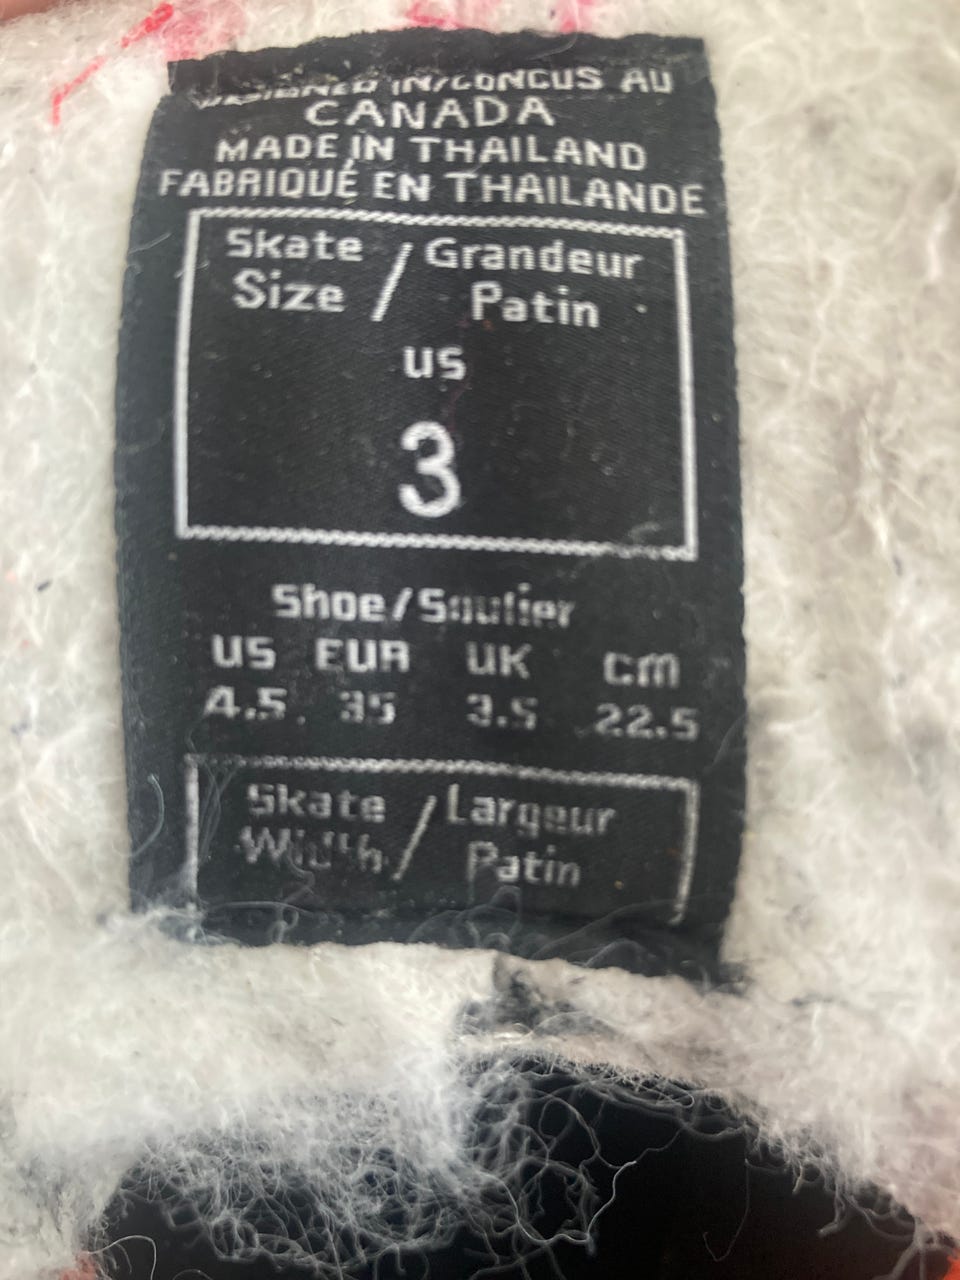 DESIGNED IN/CONCUS AU
CANADA
MADE IN THAILAND
FABRIQUÉ EN THAILANDE
Skate / Grandeur
Size / Patin
US
3
Shoe/Soulier
US EUR UK cm
4.5 35 3.5 22.5
Skate / Largeur
Width / Patin